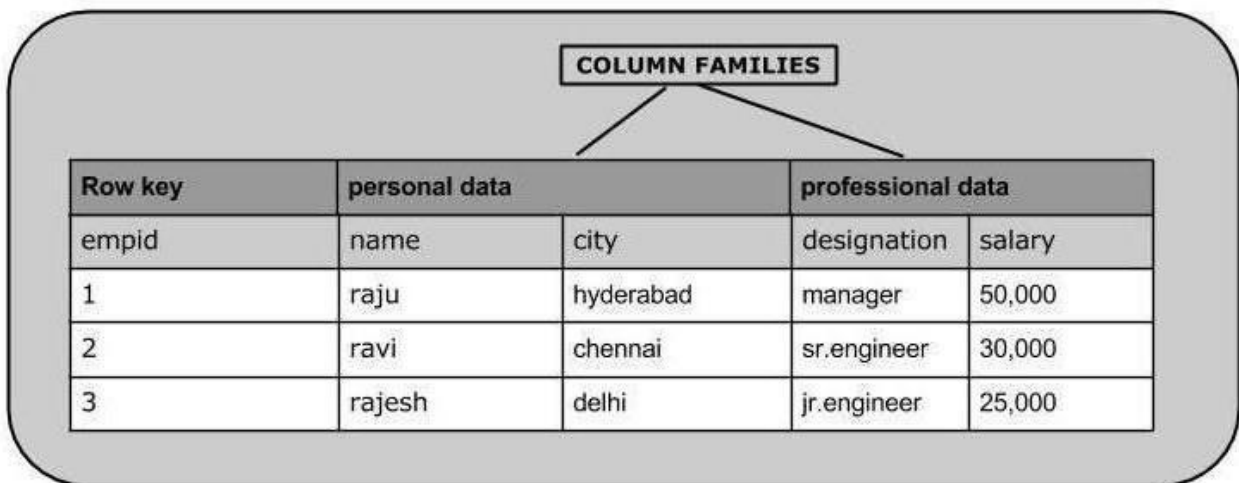 COLUMN FAMILIES
Row key personal data professional data
empid name city designation salary
1 raju hyderabad manager 50,000
2 ravi chennai sr.engineer 30,000
3 rajesh delhi jr.engineer 25,000